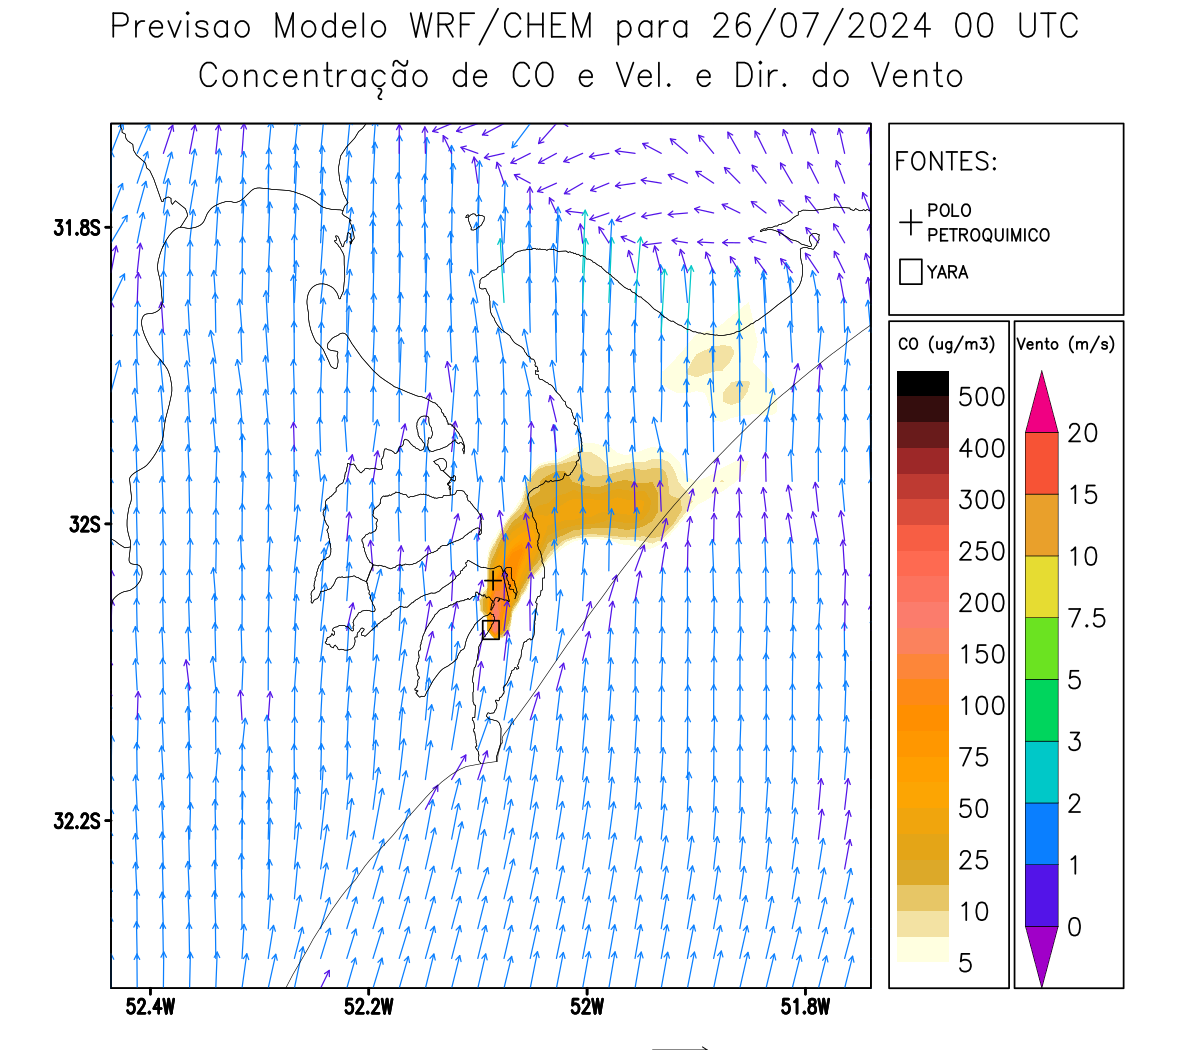 Previsao Modelo WRF/CHEM para 26/07/2024 00 UTC
Concentração de CO e Vel. e Dir. do Vento
FONTES:
POLO
PETROQUIMICO
YARA
CO (ug/m3)
500
400
300
250
200
150
100
75
50
25
10
5
Vento (m/s)
20
15
10
7.5
5
3
2
1
0
31.8S
32S
32.2S
52.4W
52.2W
52W
51.8W